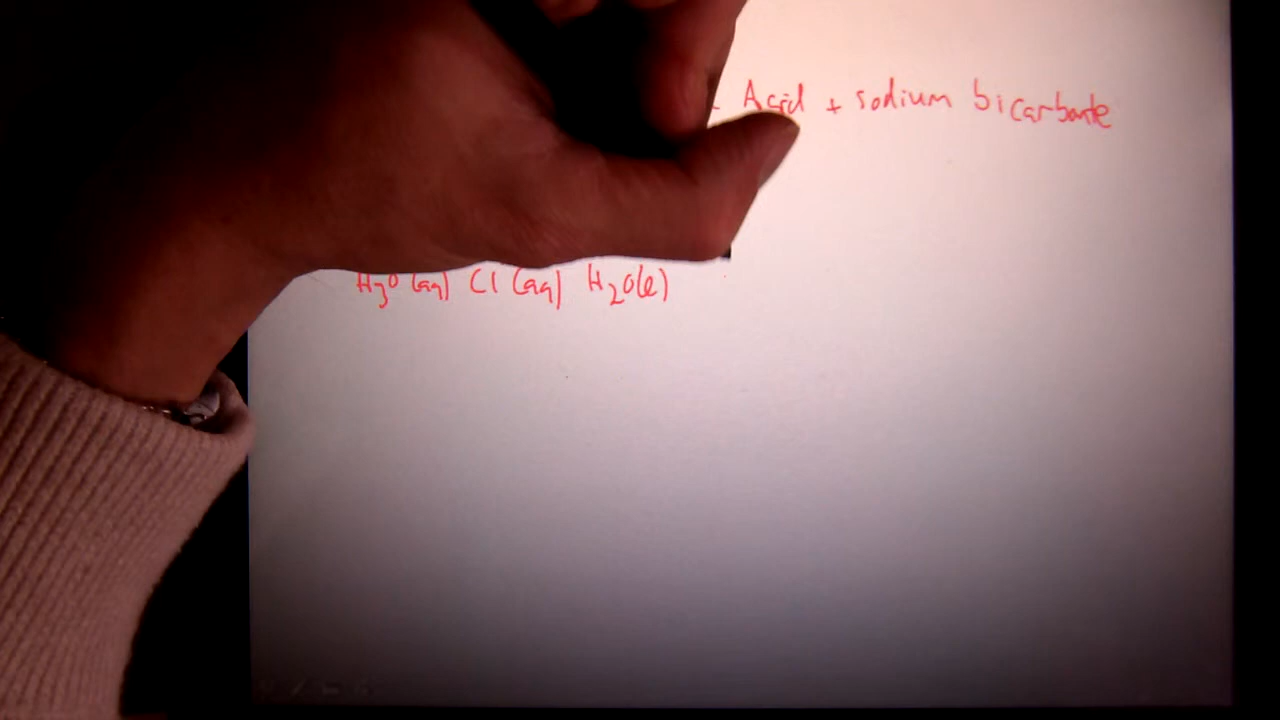 Acid + sodium bicarbonate
H3O (aq) Cl (aq) H2O(l)